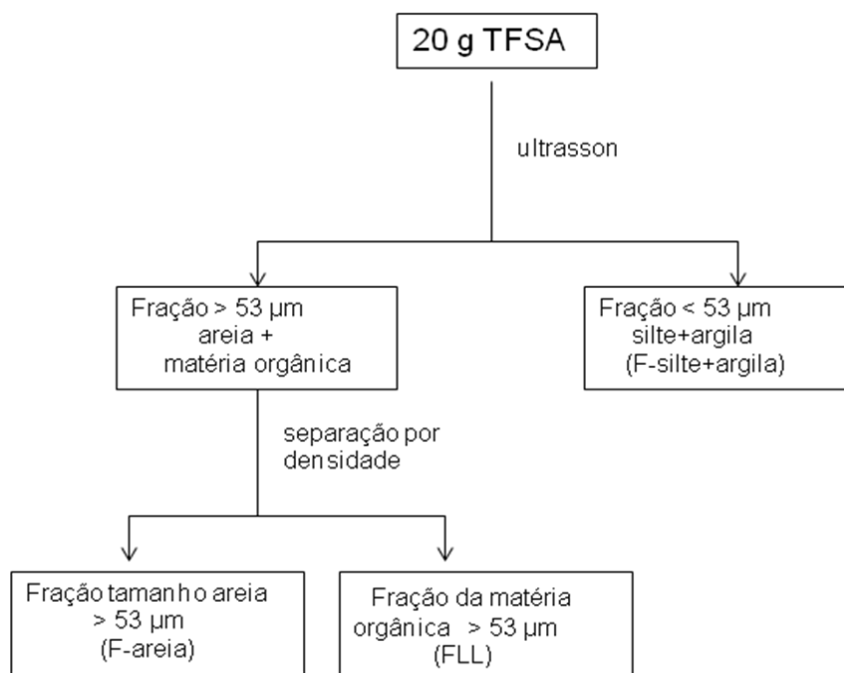 20 g TFSA
ultrasson
Fração > 53 µm
areia +
matéria orgânica
Fração < 53 µm
silte+argila
(F-silte+argila)
separação por
densidade
Fração tamanho areia
> 53 µm
(F-areia)
Fração da matéria
orgânica > 53 µm
(FLL)